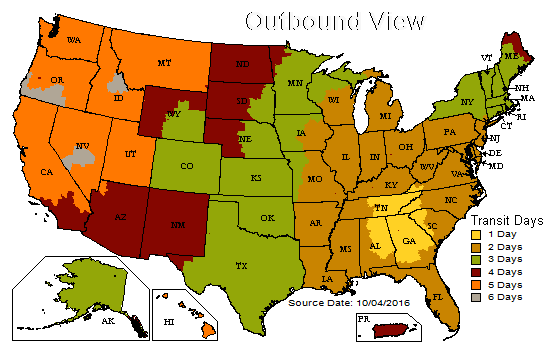 Outbound View
WA
MT
ND
MN
ME
VT
NH
MA
RI
CT
NY
OR
ID
WY
SD
WI
MI
PA
NJ
DE
MD
NV
UT
CO
NE
IA
IL
IN
OH
WV
VA
CA
AZ
NM
KS
MO
KY
NC
TN
SC
OK
AR
MS
AL
GA
TX
LA
FL
AK
HI
PR
Transit Days
1 Day
2 Days
3 Days
4 Days
5 Days
6 Days
Source Date: 10/04/2016